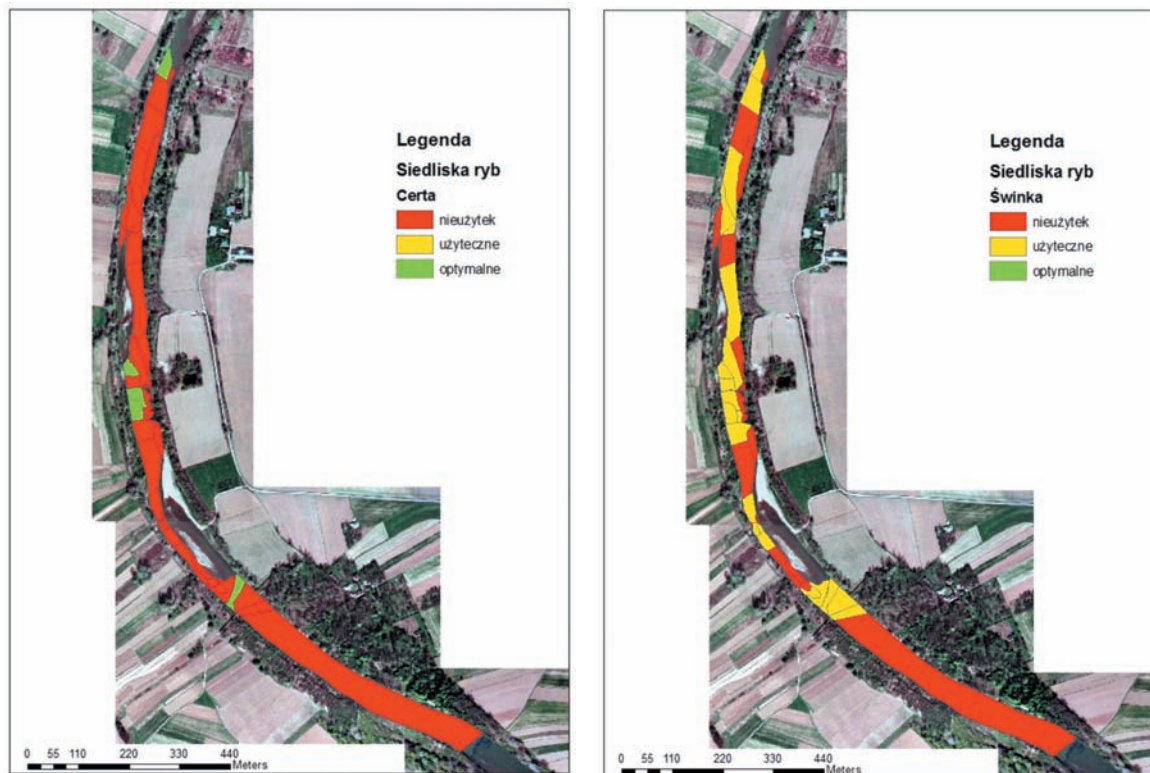 Legenda
Siedliska ryb
Certa
nieużytek
użyteczne
optymalne
0 55 110 220 330 440
Meters
Legenda
Siedliska ryb
Świnka
nieużytek
użyteczne
optymalne
0 55 110 220 330 440
Meters